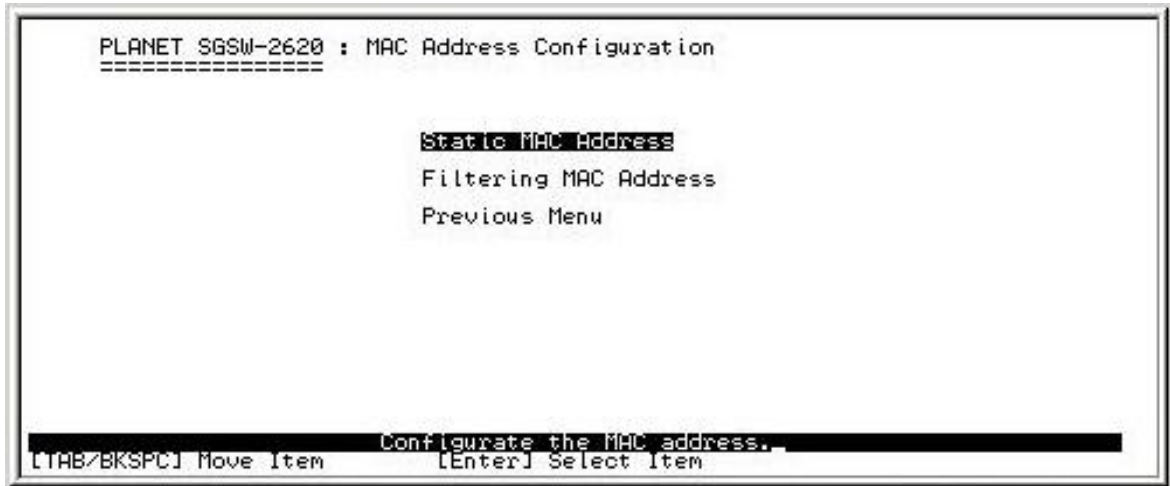 PLANET SGSW-2620 : MAC Address Configuration
================
Static MAC Address
Filtering MAC Address
Previous Menu
Configurate the MAC address.
[TAB/BKSPC] Move Item [Enter] Select Item